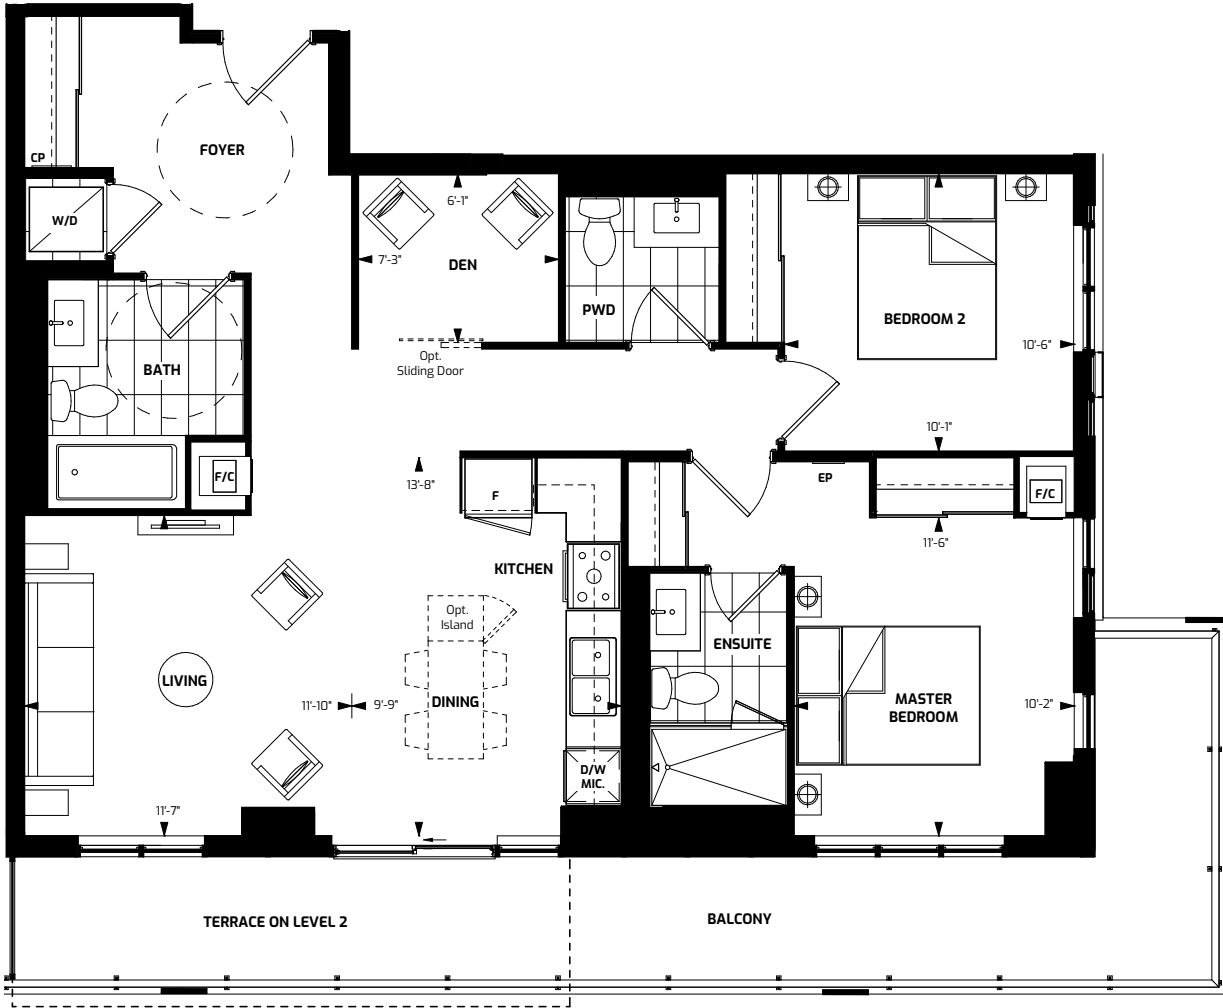 FOYER
CP
W/D
6'-1"
7'-3"
DEN
PWD
BEDROOM 2
10'-6"
Opt.
Sliding Door
BATH
10'-1"
F/C
13'-8"
F
EP
F/C
11'-6"
KITCHEN
Opt.
Island
ENSUITE
LIVING
11'-10"
9'-9"
DINING
MASTER
BEDROOM
10'-2"
D/W
MIC.
11'-7"
TERRACE ON LEVEL 2
BALCONY